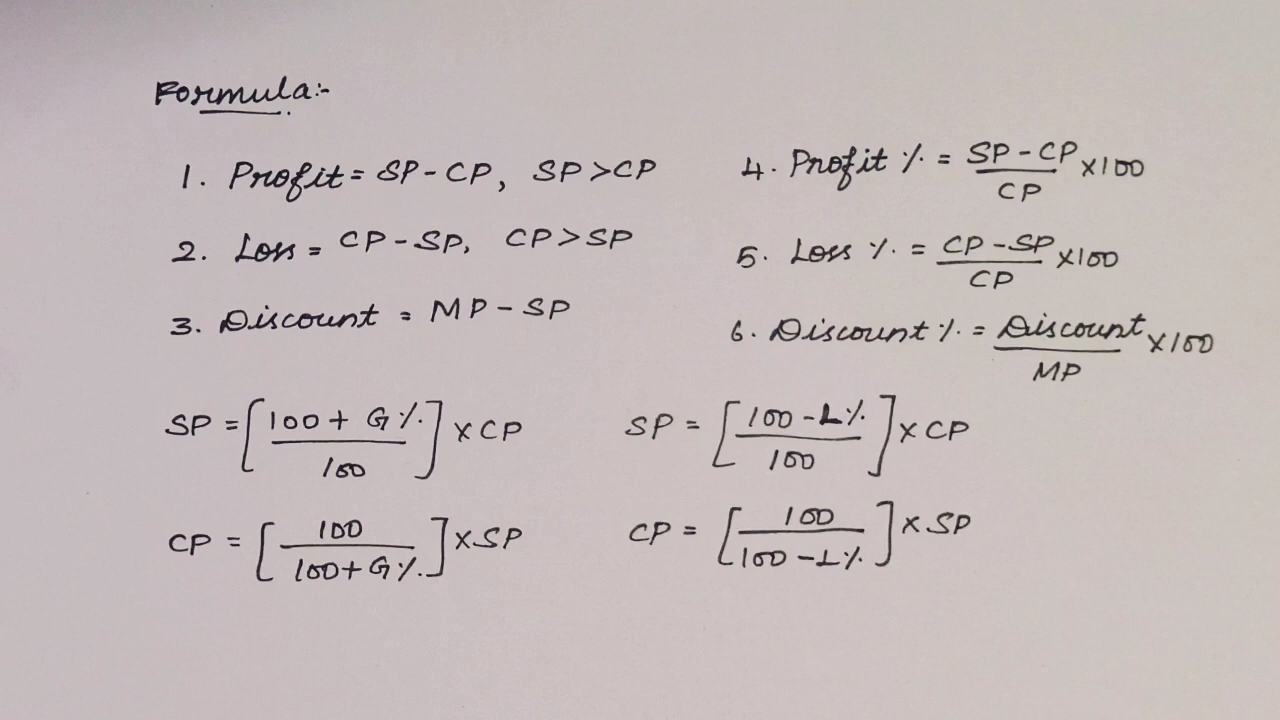 Formula:-
1. Profit = SP - CP, SP > CP
2. Loss = CP - SP, CP > SP
3. Discount = MP - SP
4. Profit % = SP - CP / CP × 100
5. Loss % = CP - SP / CP × 100
6. Discount % = Discount / MP × 100
SP = [100 + G% / 100] × CP
SP = [100 - L% / 100] × CP
CP = [100 / 100 + G%] × SP
CP = [100 / 100 - L%] × SP